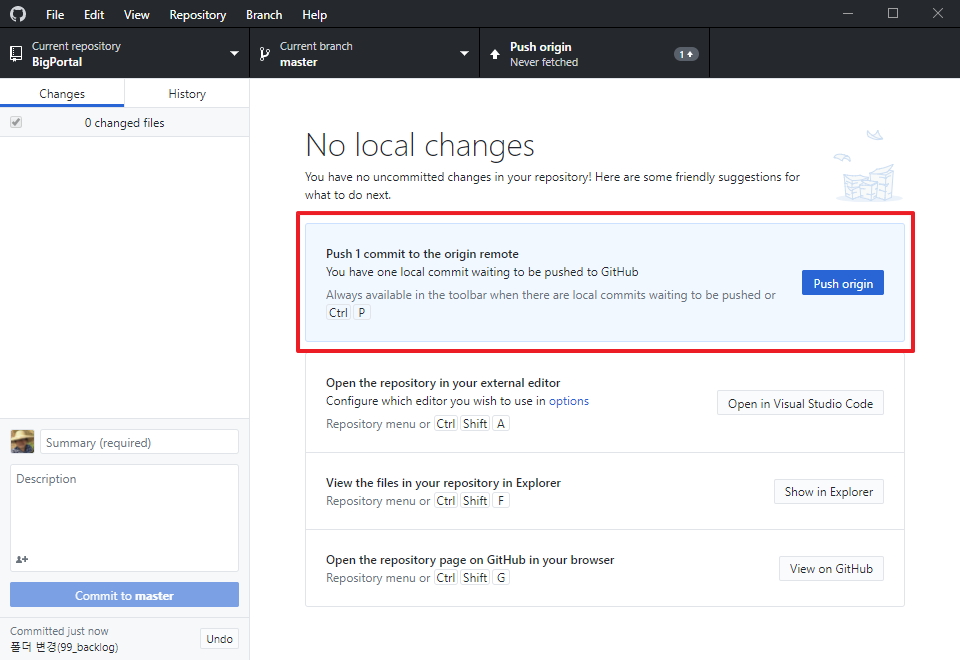 File Edit View Repository Branch Help
Current repository
BigPortal
Current branch
master
Push origin
Never fetched
1
Changes History
0 changed files
No local changes
You have no uncommitted changes in your repository! Here are some friendly suggestions for
what to do next.
Push 1 commit to the origin remote
You have one local commit waiting to be pushed to GitHub
Always available in the toolbar when there are local commits waiting to be pushed or
Ctrl P
Push origin
Open the repository in your external editor
Configure which editor you wish to use in options
Repository menu or Ctrl Shift A
Open in Visual Studio Code
View the files in your repository in Explorer
Repository menu or Ctrl Shift F
Show in Explorer
Open the repository page on GitHub in your browser
Repository menu or Ctrl Shift G
View on GitHub
Summary (required)
Description
Commit to master
Committed just now
폴더 변경(99_backlog)
Undo